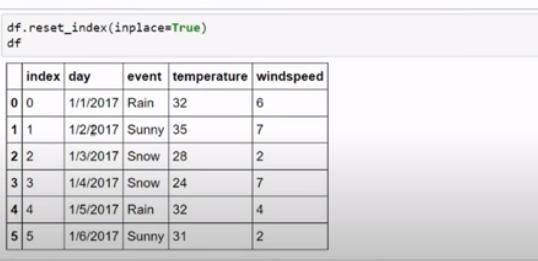 df.reset_index(inplace=True)
df
index day event temperature windspeed
0 0 1/1/2017 Rain 32 6
1 1 1/2/2017 Sunny 35 7
2 2 1/3/2017 Snow 28 2
3 3 1/4/2017 Snow 24 7
4 4 1/5/2017 Rain 32 4
5 5 1/6/2017 Sunny 31 2